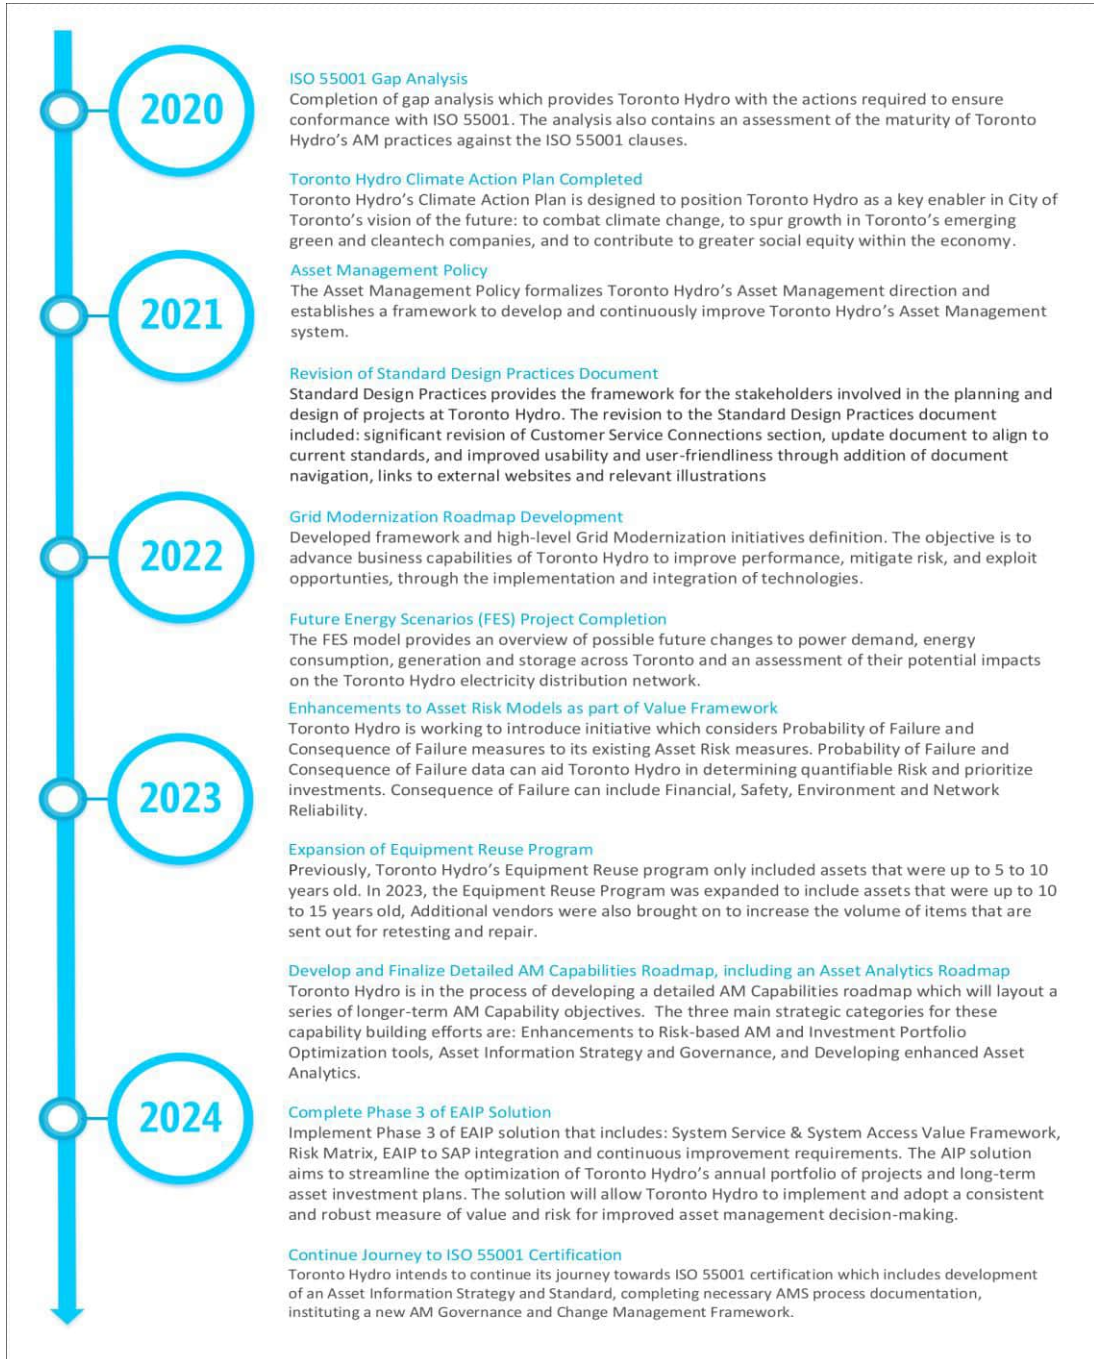 2020
ISO 55001 Gap Analysis
Completion of gap analysis which provides Toronto Hydro with the actions required to ensure
conformance with ISO 55001. The analysis also contains an assessment of the maturity of Toronto
Hydro's AM practices against the ISO 55001 clauses.
Toronto Hydro Climate Action Plan Completed
Toronto Hydro's Climate Action Plan is designed to position Toronto Hydro as a key enabler in City of
Toronto's vision of the future: to combat climate change, to spur growth in Toronto's emerging
green and cleantech companies, and to contribute to greater social equity within the economy.
2021
Asset Management Policy
The Asset Management Policy formalizes Toronto Hydro's Asset Management direction and
establishes a framework to develop and continuously improve Toronto Hydro's Asset Management
system.
Revision of Standard Design Practices Document
Standard Design Practices provides the framework for the stakeholders involved in the planning and
design of projects at Toronto Hydro. The revision to the Standard Design Practices document
included: significant revision of Customer Service Connections section, update document to align to
current standards, and improved usability and user-friendliness through addition of document
navigation, links to external websites and relevant illustrations
2022
Grid Modernization Roadmap Development
Developed framework and high-level Grid Modernization initiatives definition. The objective is to
advance business capabilities of Toronto Hydro to improve performance, mitigate risk, and exploit
opportunties, through the implementation and integration of technologies.
Future Energy Scenarios (FES) Project Completion
The FES model provides an overview of possible future changes to power demand, energy
consumption, generation and storage across Toronto and an assessment of their potential impacts
on the Toronto Hydro electricity distribution network.
2023
Enhancements to Asset Risk Models as part of Value Framework
Toronto Hydro is working to introduce initiative which considers Probability of Failure and
Consequence of Failure measures to its existing Asset Risk measures. Probability of Failure and
Consequence of Failure data can aid Toronto Hydro in determining quantifiable Risk and prioritize
investments. Consequence of Failure can include Financial, Safety, Environment and Network
Reliability.
Expansion of Equipment Reuse Program
Previously, Toronto Hydro's Equipment Reuse program only included assets that were up to 5 to 10
years old. In 2023, the Equipment Reuse Program was expanded to include assets that were up to 10
to 15 years old, Additional vendors were also brought on to increase the volume of items that are
sent out for retesting and repair.
2024
Develop and Finalize Detailed AM Capabilities Roadmap, including an Asset Analytics Roadmap
Toronto Hydro is in the process of developing a detailed AM Capabilities roadmap which will layout a
series of longer-term AM Capability objectives. The three main strategic categories for these
capability building efforts are: Enhancements to Risk-based AM and Investment Portfolio
Optimization tools, Asset Information Strategy and Governance, and Developing enhanced Asset
Analytics.
Complete Phase 3 of EAIP Solution
Implement Phase 3 of EAIP solution that includes: System Service & System Access Value Framework,
Risk Matrix, EAIP to SAP integration and continuous improvement requirements. The AIP solution
aims to streamline the optimization of Toronto Hydro's annual portfolio of projects and long-term
asset investment plans. The solution will allow Toronto Hydro to implement and adopt a consistent
and robust measure of value and risk for improved asset management decision-making.
Continue Journey to ISO 55001 Certification
Toronto Hydro intends to continue its journey towards ISO 55001 certification which includes development
of an Asset Information Strategy and Standard, completing necessary AMS process documentation,
instituting a new AM Governance and Change Management Framework.